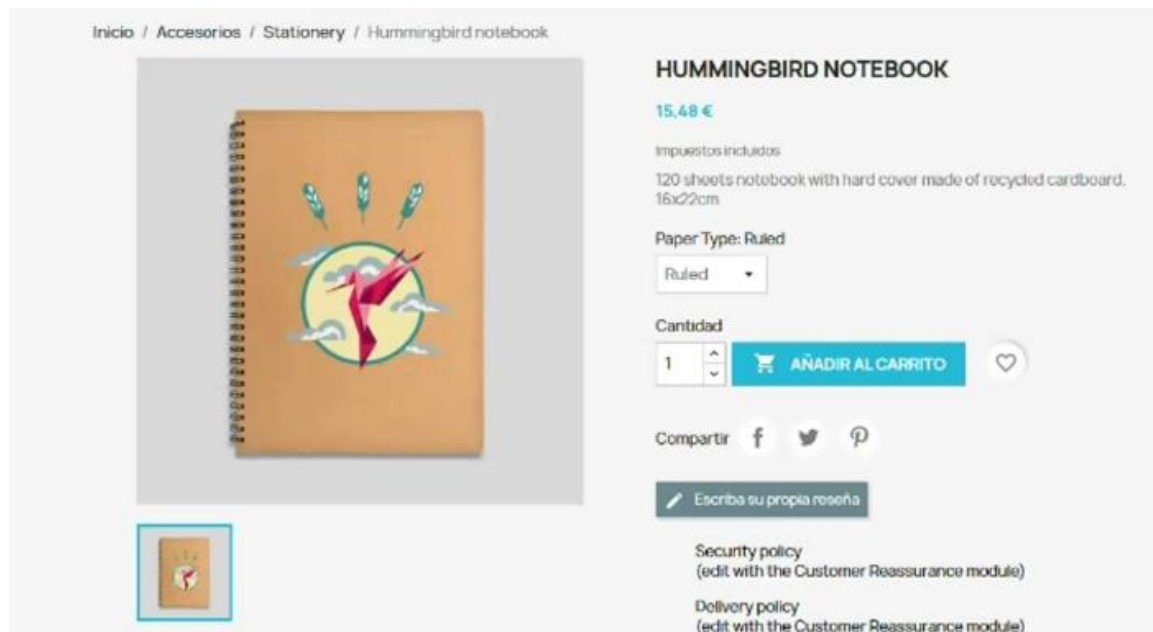 Inicio / Accesorios / Stationery / Hummingbird notebook
HUMMINGBIRD NOTEBOOK
15,48 €
Impuestos incluidos
120 sheets notebook with hard cover made of recycled cardboard.
16x22cm
Paper Type: Ruled
Ruled
Cantidad
1
AÑADIR AL CARRITO
Compartir
Escriba su propia reseña
Security policy
(edit with the Customer Reassurance module)
Delivery policy
(edit with the Customer Reassurance module)